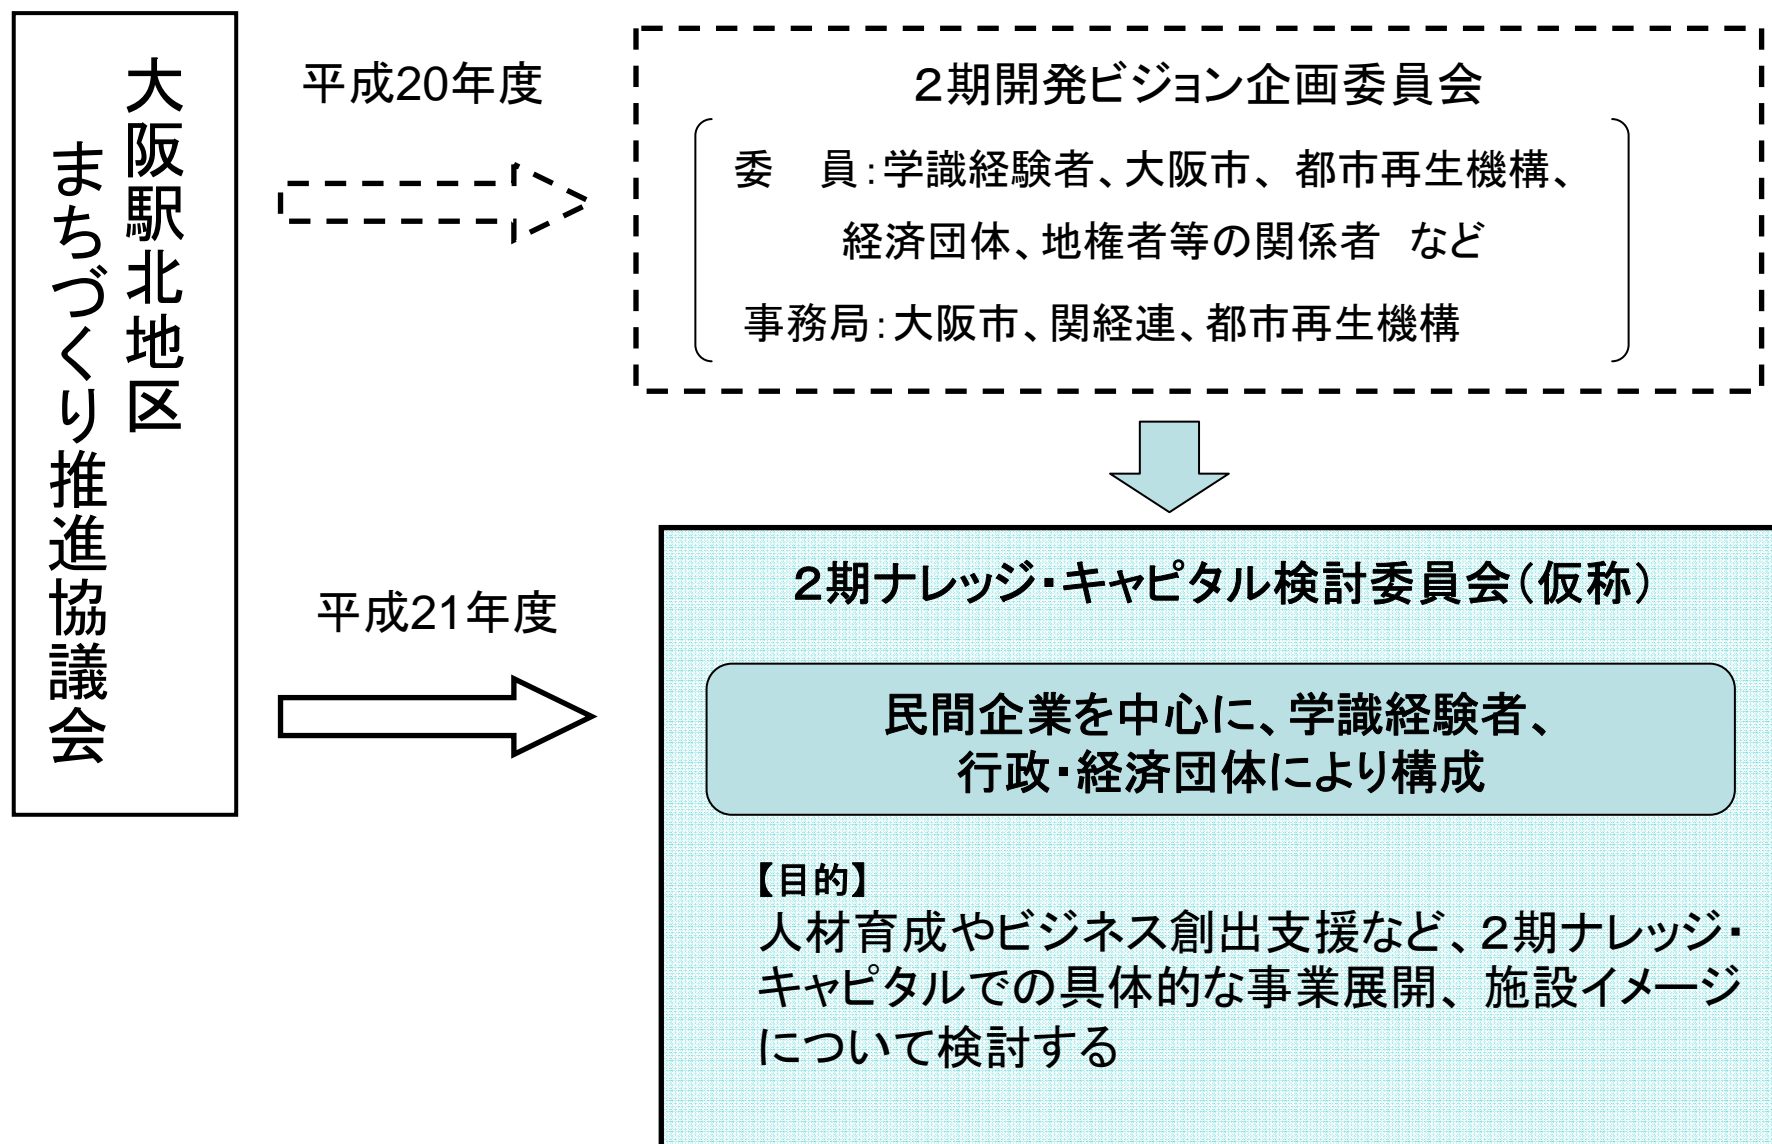 大阪駅北地区
まちづくり推進協議会
平成20年度
２期開発ビジョン企画委員会
委　員：学識経験者、大阪市、都市再生機構、
経済団体、地権者等の関係者　など
事務局：大阪市、関経連、都市再生機構
平成21年度
２期ナレッジ・キャピタル検討委員会（仮称）
民間企業を中心に、学識経験者、
行政・経済団体により構成
【目的】
人材育成やビジネス創出支援など、２期ナレッジ・
キャピタルでの具体的な事業展開、施設イメージ
について検討する